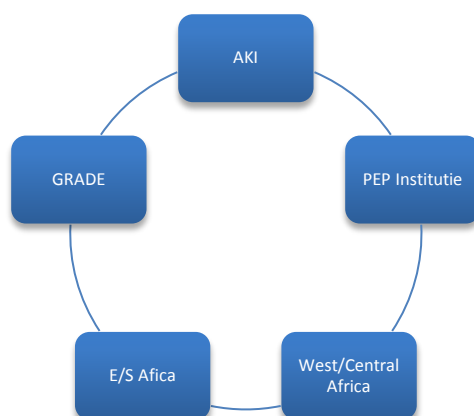 AKI
GRADE
PEP Institutie
E/S Afica
West/Central
Africa